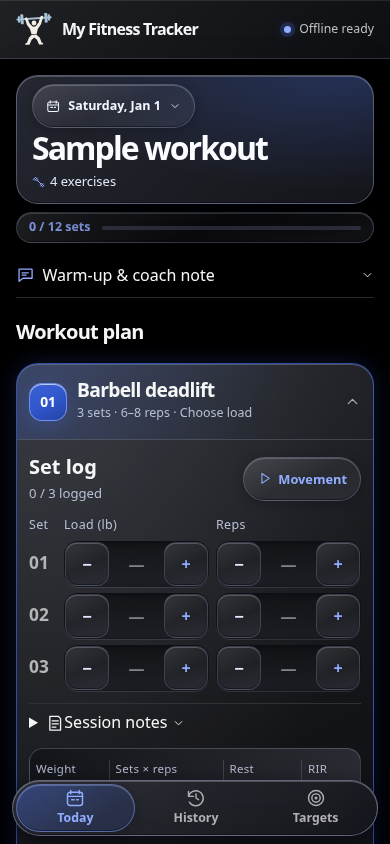 My Fitness Tracker
Offline ready
Saturday, Jan 1
Sample workout
4 exercises
0 / 12 sets
Warm-up & coach note
Workout plan
01
Barbell deadlift
3 sets · 6–8 reps · Choose load
Set log
0 / 3 logged
Movement
Set Load (lb) Reps
01 − — + − — +
02 − — + − — +
03 − — + − — +
Session notes
Weight Sets × reps Rest RIR
Today History Targets